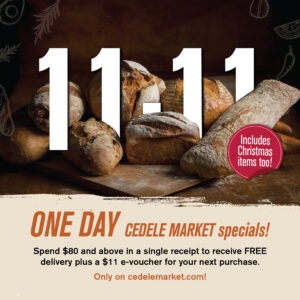 11-11
Includes
Christmas
items too!
ONE DAY CEDELE MARKET specials!
Spend $80 and above in a single receipt to receive FREE
delivery plus a $11 e-voucher for your next purchase.
Only on cedelemarket.com!